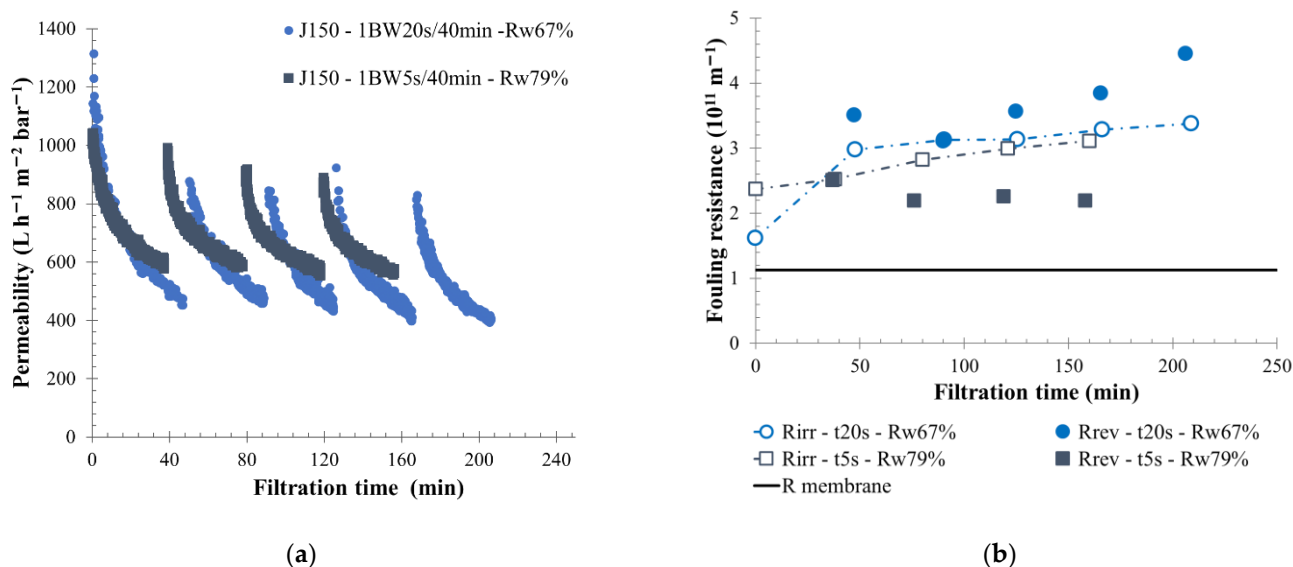 J150 - 1BW20s/40min -Rw67%
J150 - 1BW5s/40min - Rw79%
Permeability (L h⁻¹ m⁻² bar⁻¹)
1400
1200
1000
800
600
400
200
0
0 40 80 120 160 200 240
Filtration time (min)
(a)
Fouling resistance (10¹¹ m⁻¹)
5
4
3
2
1
0
0 50 100 150 200 250
Filtration time (min)
Rirr - t20s - Rw67% Rrev - t20s - Rw67%
Rirr - t5s - Rw79% Rrev - t5s - Rw79%
R membrane
(b)